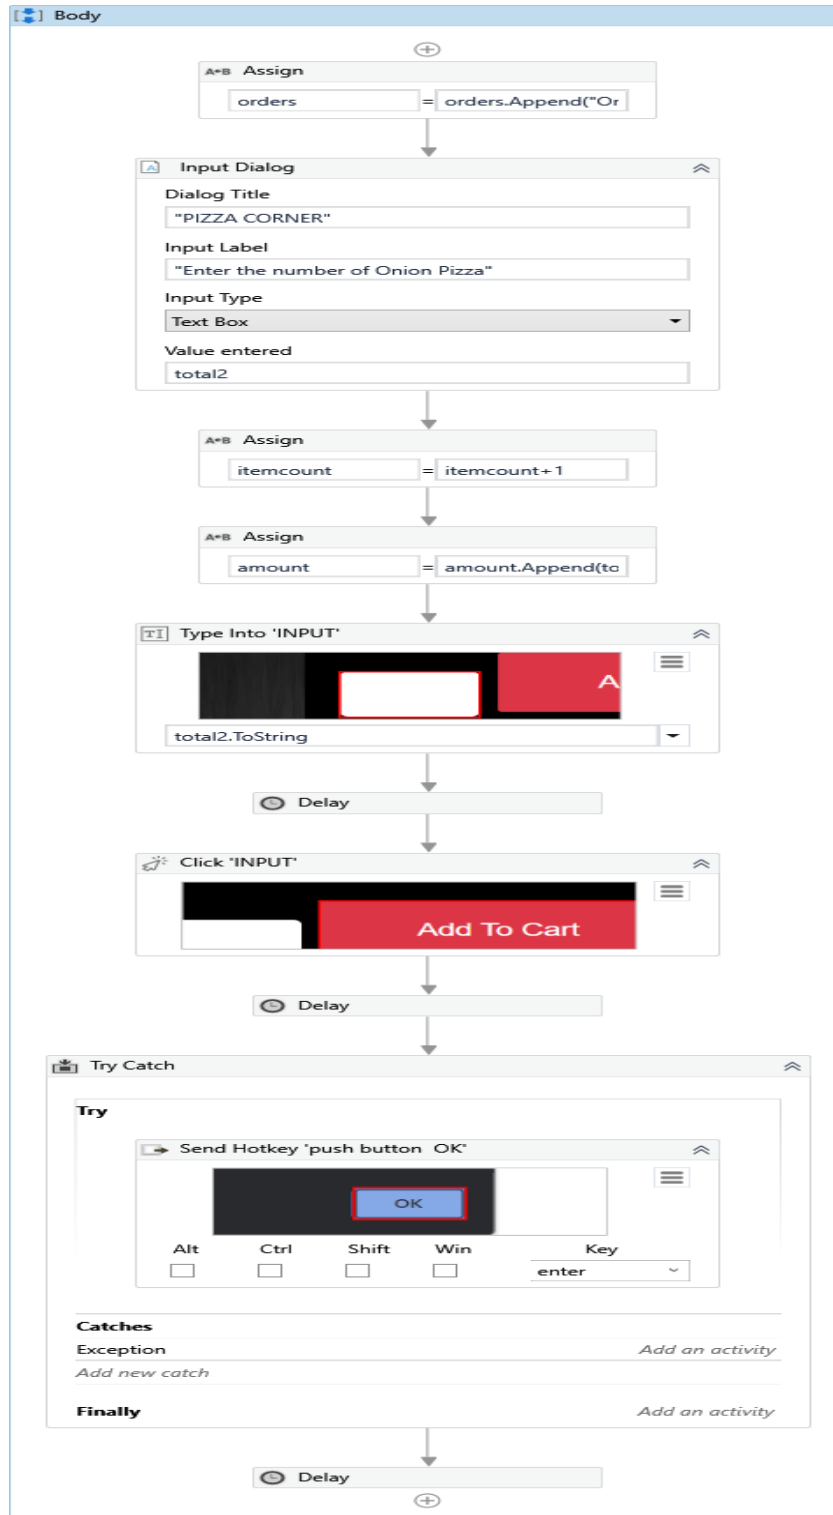 Body
A+B Assign
orders = orders.Append("Or
Input Dialog
Dialog Title
"PIZZA CORNER"
Input Label
"Enter the number of Onion Pizza"
Input Type
Text Box
Value entered
total2
A+B Assign
itemcount = itemcount+1
A+B Assign
amount = amount.Append(to
TI Type Into 'INPUT'
A
total2.ToString
Delay
Click 'INPUT'
Add To Cart
Delay
Try Catch
Try
Send Hotkey 'push button OK'
OK
Alt Ctrl Shift Win Key
enter
Catches
Exception Add an activity
Add new catch
Finally Add an activity
Delay